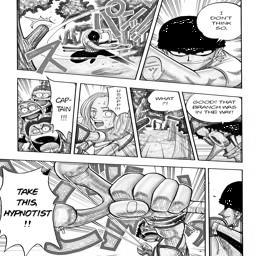 I
DON'T
THINK
SO.
GOOD! THAT
BRANCH WAS
IN THE WAY!
WHAT
?!
CAP-
TAIN
!!!
TAKE
THIS,
HYPNOTIST
!!